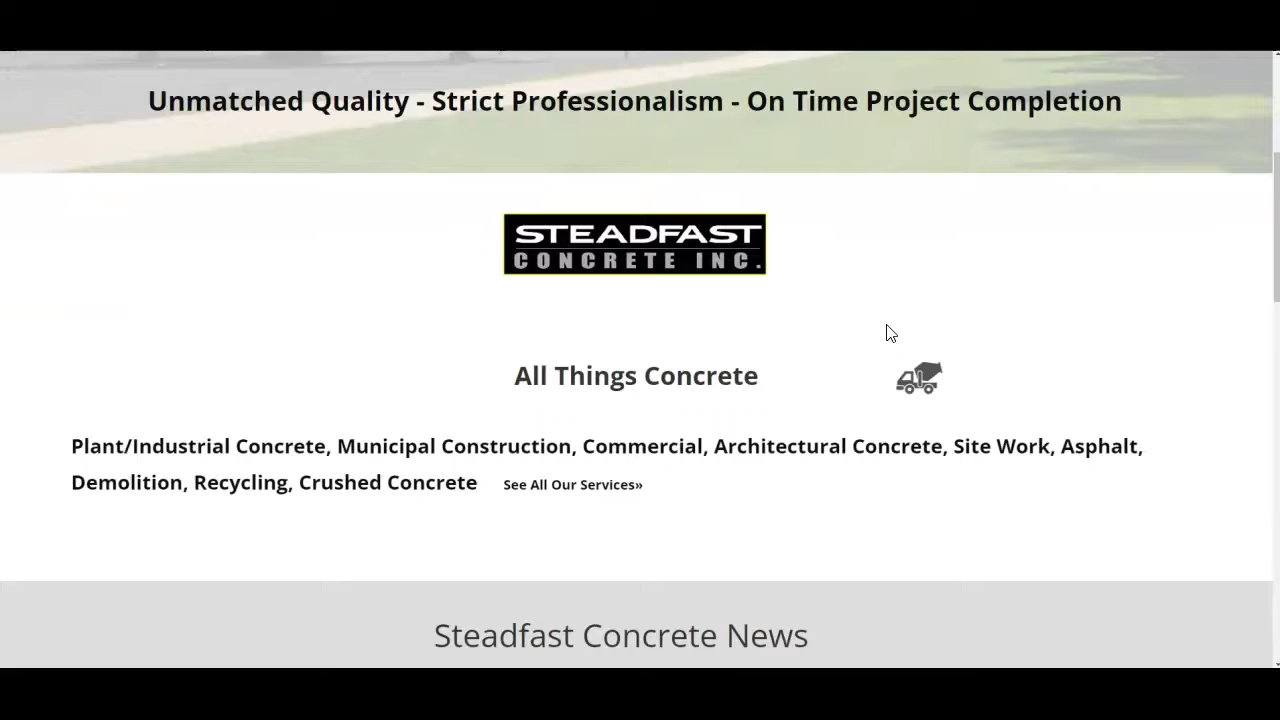 Unmatched Quality - Strict Professionalism - On Time Project Completion
STEADFAST
CONCRETE INC.
All Things Concrete
Plant/Industrial Concrete, Municipal Construction, Commercial, Architectural Concrete, Site Work, Asphalt,
Demolition, Recycling, Crushed Concrete See All Our Services»
Steadfast Concrete News